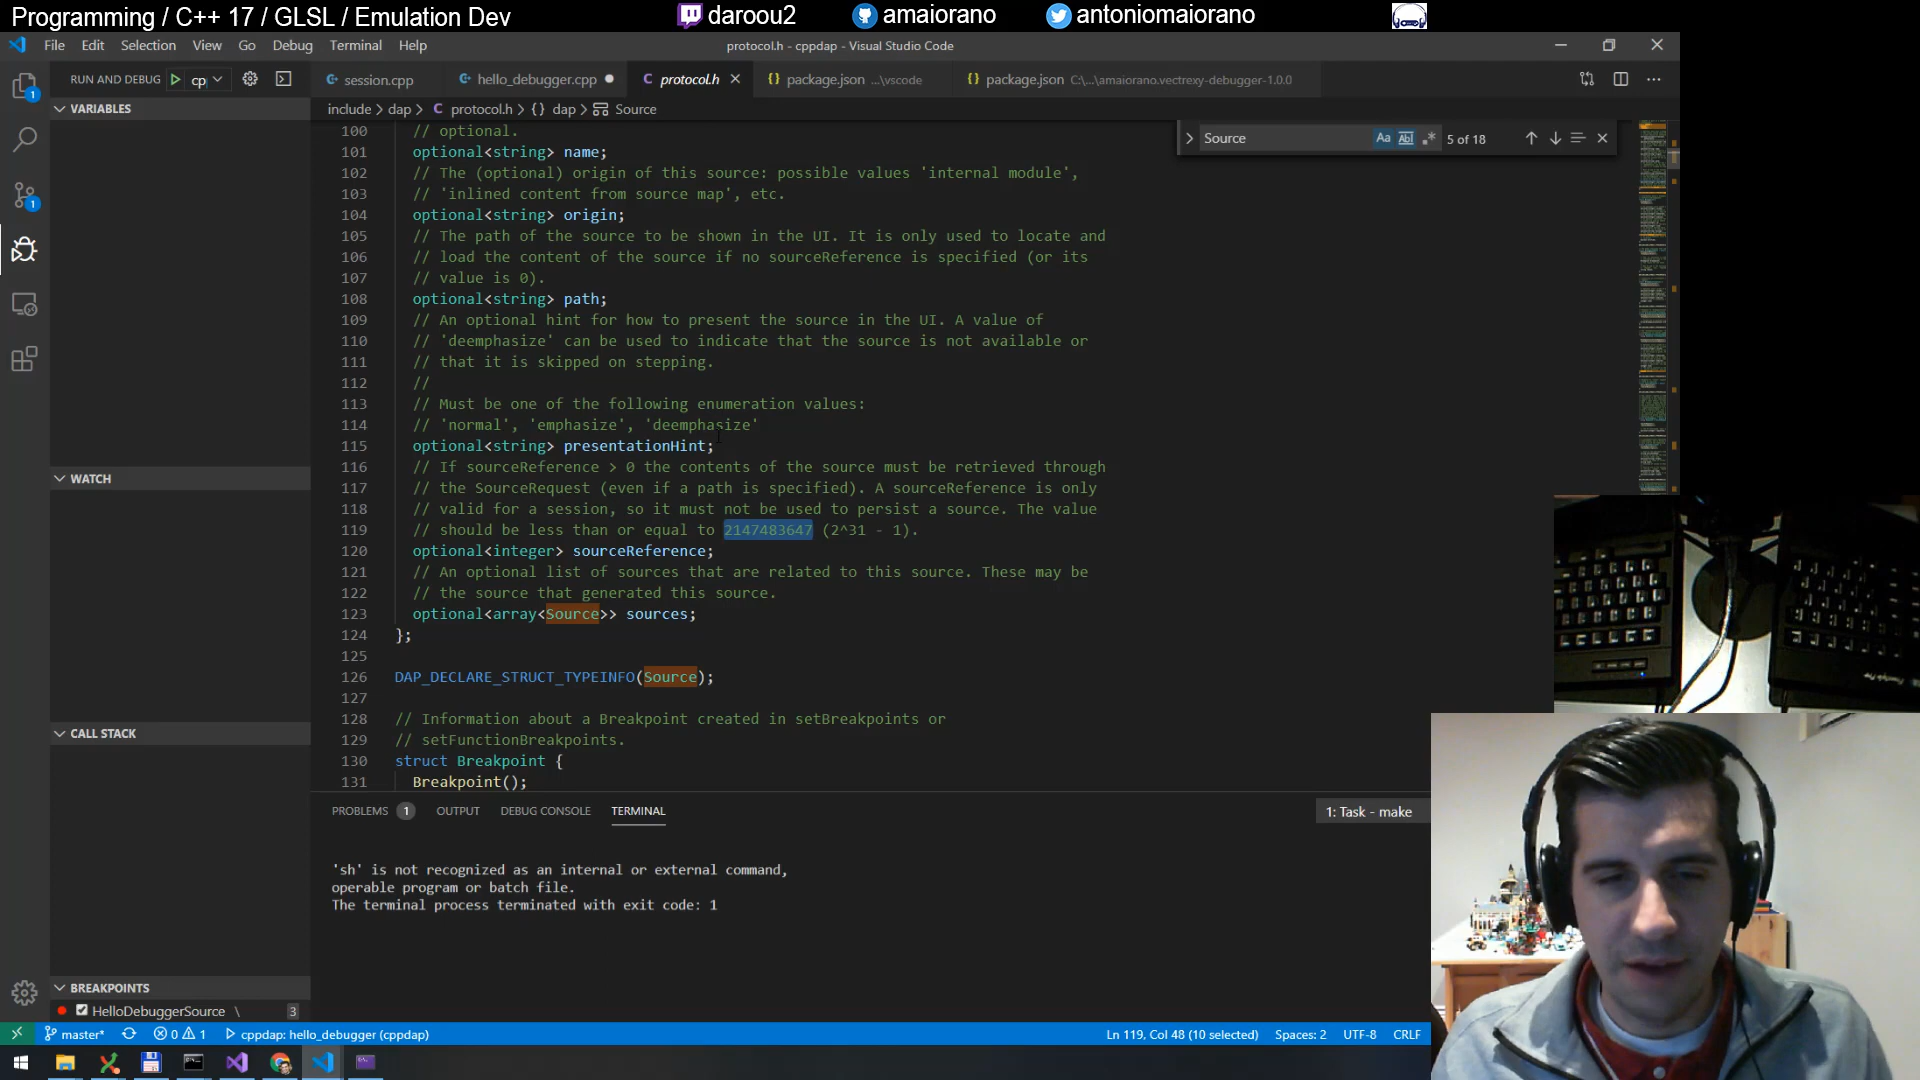 Programming / C++ 17 / GLSL / Emulation Dev
daroou2
amaiorano
antoniomaiorano
File Edit Selection View Go Debug Terminal Help
protocol.h - cppdap - Visual Studio Code
RUN AND DEBUG
cp
session.cpp
hello_debugger.cpp
protocol.h
package.json ...\vscode
package.json C:\...\amaiorano.vectrexy-debugger-1.0.0
include > dap > C protocol.h > {} dap > Source
Source
Aa Abl .*
5 of 18
VARIABLES
WATCH
CALL STACK
BREAKPOINTS
HelloDebuggerSource \ 3
1
1
100 // optional.
101 optional<string> name;
102 // The (optional) origin of this source: possible values 'internal module',
103 // 'inlined content from source map', etc.
104 optional<string> origin;
105 // The path of the source to be shown in the UI. It is only used to locate and
106 // load the content of the source if no sourceReference is specified (or its
107 // value is 0).
108 optional<string> path;
109 // An optional hint for how to present the source in the UI. A value of
110 // 'deemphasize' can be used to indicate that the source is not available or
111 // that it is skipped on stepping.
112 //
113 // Must be one of the following enumeration values:
114 // 'normal', 'emphasize', 'deemphasize'
115 optional<string> presentationHint;
116 // If sourceReference > 0 the contents of the source must be retrieved through
117 // the SourceRequest (even if a path is specified). A sourceReference is only
118 // valid for a session, so it must not be used to persist a source. The value
119 // should be less than or equal to 2147483647 (2^31 - 1).
120 optional<integer> sourceReference;
121 // An optional list of sources that are related to this source. These may be
122 // the source that generated this source.
123 optional<array<Source>> sources;
124 };
125
126 DAP_DECLARE_STRUCT_TYPEINFO(Source);
127
128 // Information about a Breakpoint created in setBreakpoints or
129 // setFunctionBreakpoints.
130 struct Breakpoint {
131 Breakpoint();
PROBLEMS 1 OUTPUT DEBUG CONSOLE TERMINAL
1: Task - make
'sh' is not recognized as an internal or external command,
operable program or batch file.
The terminal process terminated with exit code: 1
master*
0 1
cppdap: hello_debugger (cppdap)
Ln 119, Col 48 (10 selected)
Spaces: 2
UTF-8
CRLF